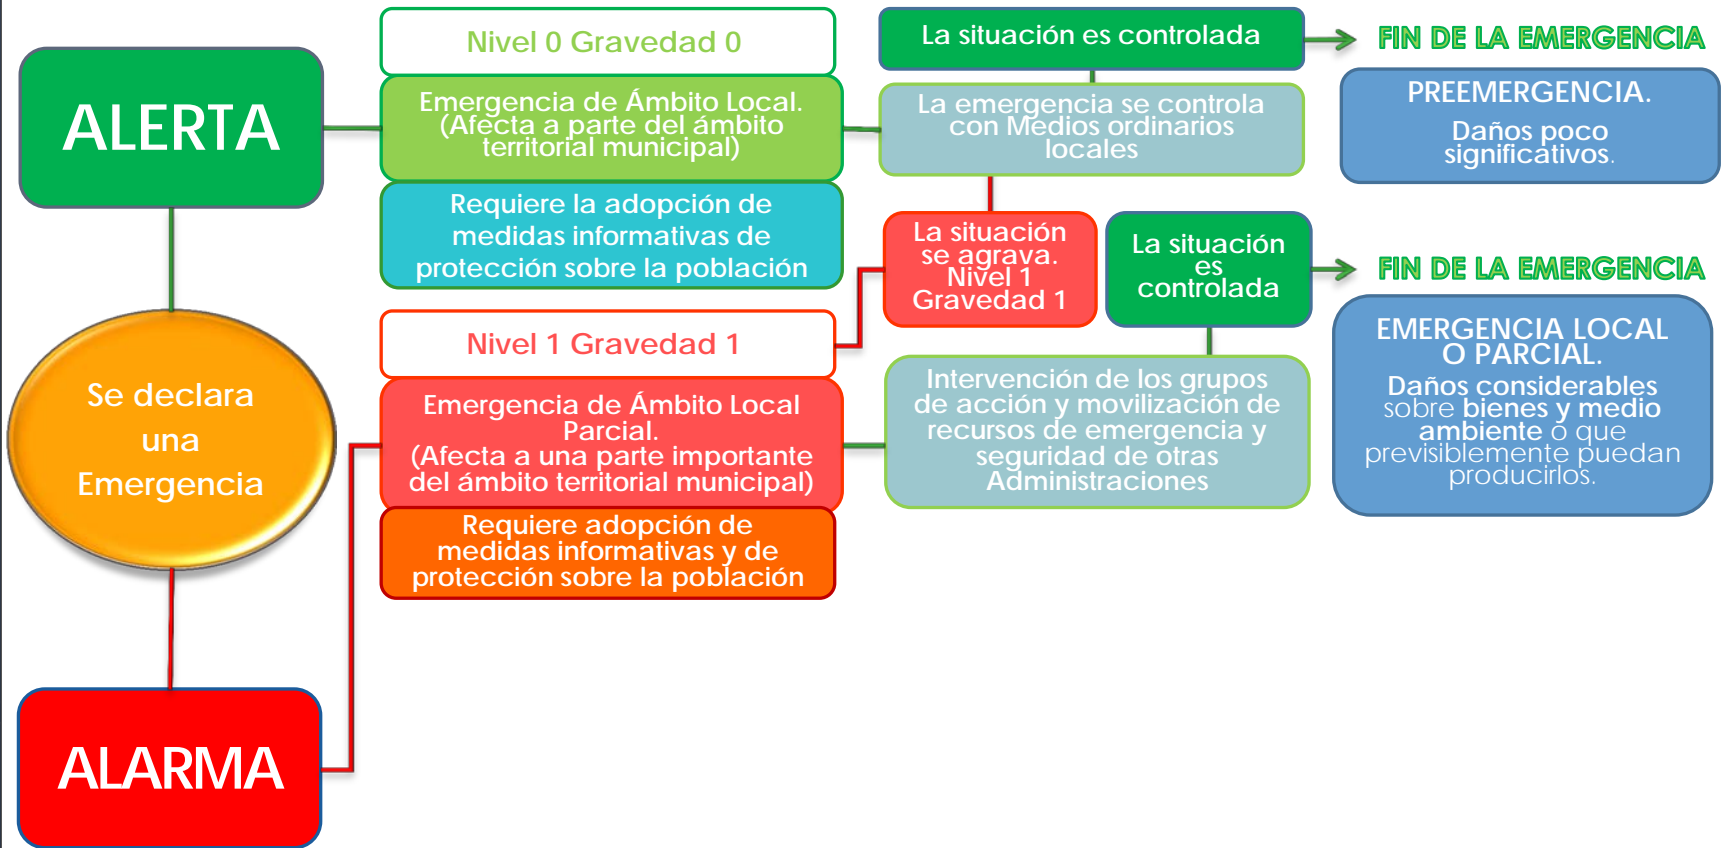 ALERTA
Se declara
una
Emergencia
ALARMA
Nivel 0 Gravedad 0
Emergencia de Ámbito Local.
(Afecta a parte del ámbito
territorial municipal)
Requiere la adopción de
medidas informativas de
protección sobre la población
Nivel 1 Gravedad 1
Emergencia de Ámbito Local
Parcial.
(Afecta a una parte importante
del ámbito territorial municipal)
Requiere adopción de
medidas informativas y de
protección sobre la población
La situación es controlada
La emergencia se controla
con Medios ordinarios
locales
La situación
se agrava.
Nivel 1
Gravedad 1
La situación
es
controlada
Intervención de los grupos
de acción y movilización de
recursos de emergencia y
seguridad de otras
Administraciones
FIN DE LA EMERGENCIA
PREEMERGENCIA.
Daños poco
significativos.
FIN DE LA EMERGENCIA
EMERGENCIA LOCAL
O PARCIAL.
Daños considerables
sobre bienes y medio
ambiente o que
previsiblemente puedan
producirlos.